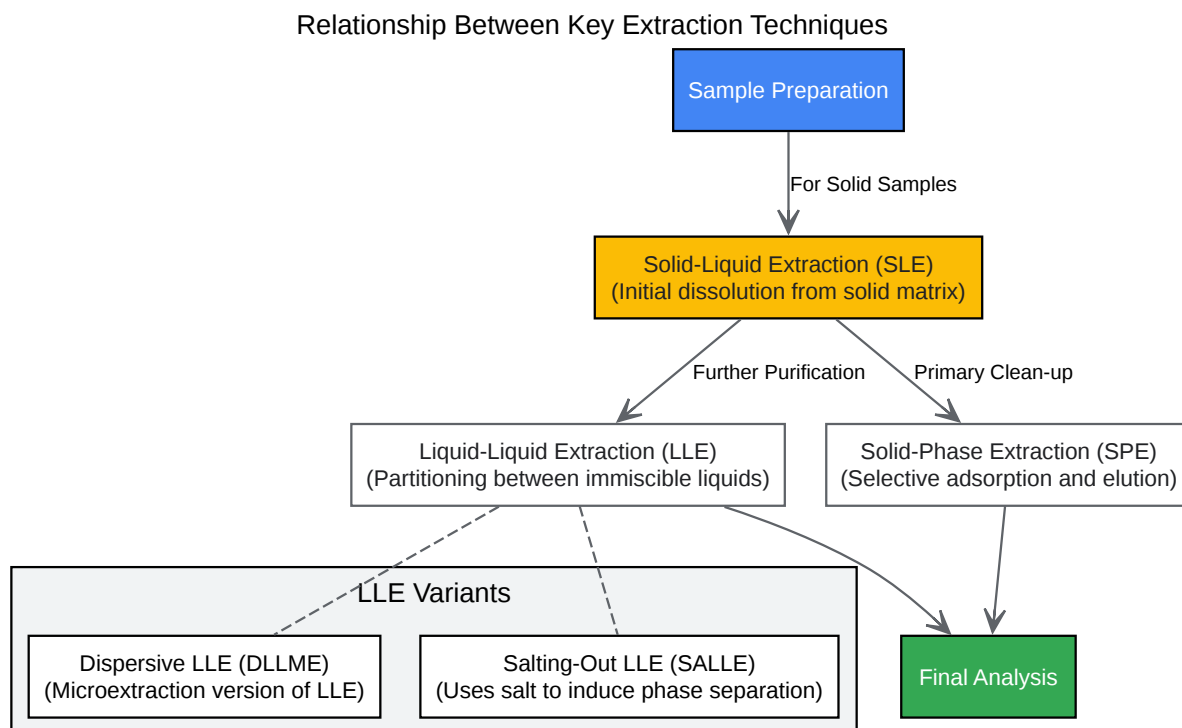 Relationship Between Key Extraction Techniques
Sample Preparation
For Solid Samples
Solid-Liquid Extraction (SLE)
(Initial dissolution from solid matrix)
Further Purification
Primary Clean-up
Liquid-Liquid Extraction (LLE)
(Partitioning between immiscible liquids)
Solid-Phase Extraction (SPE)
(Selective adsorption and elution)
LLE Variants
Dispersive LLE (DLLME)
(Microextraction version of LLE)
Salting-Out LLE (SALLE)
(Uses salt to induce phase separation)
Final Analysis